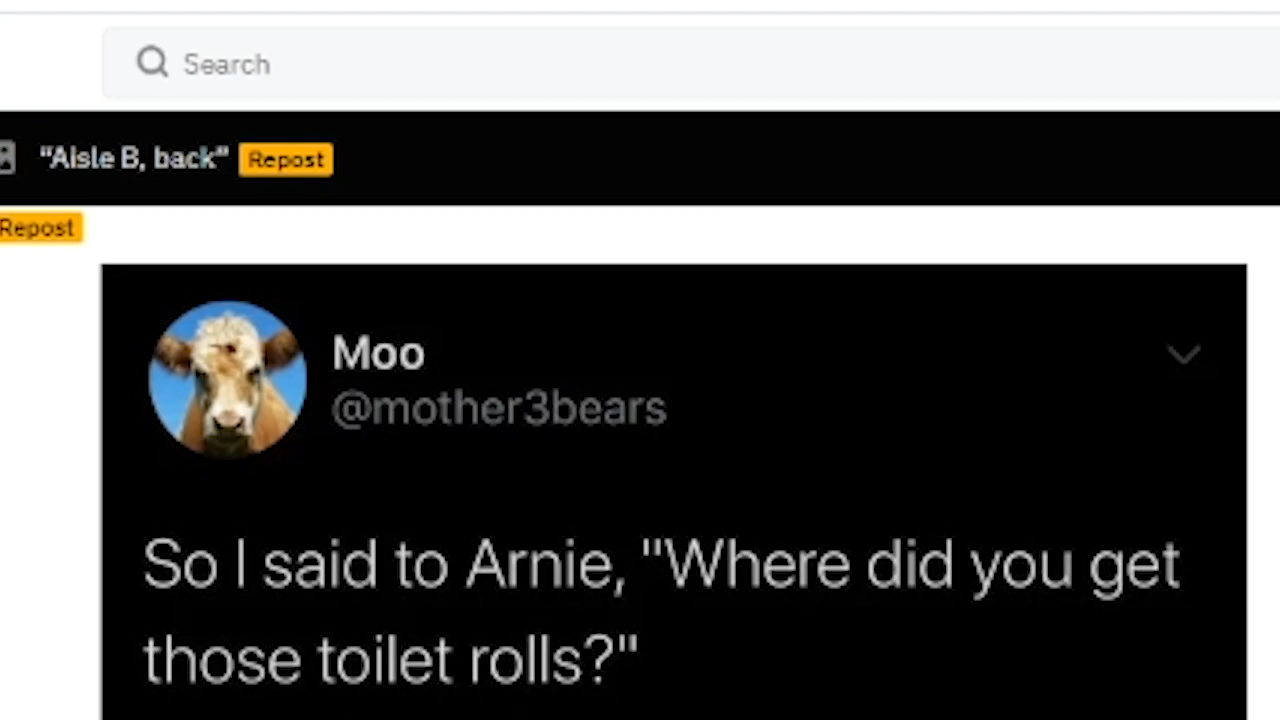 Search
“Aisle B, back” Repost
Repost
Moo
@mother3bears
So I said to Arnie, "Where did you get
those toilet rolls?"